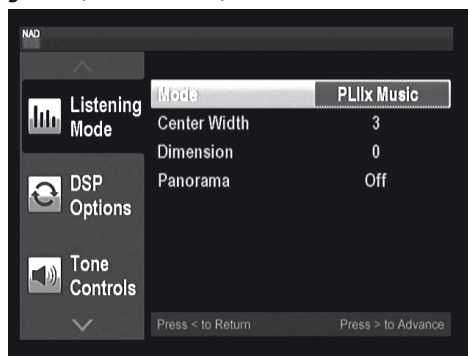 NAD
Listening
Mode
DSP
Options
Tone
Controls
Mode PLIIx Music
Center Width 3
Dimension 0
Panorama Off
Press < to Return Press > to Advance